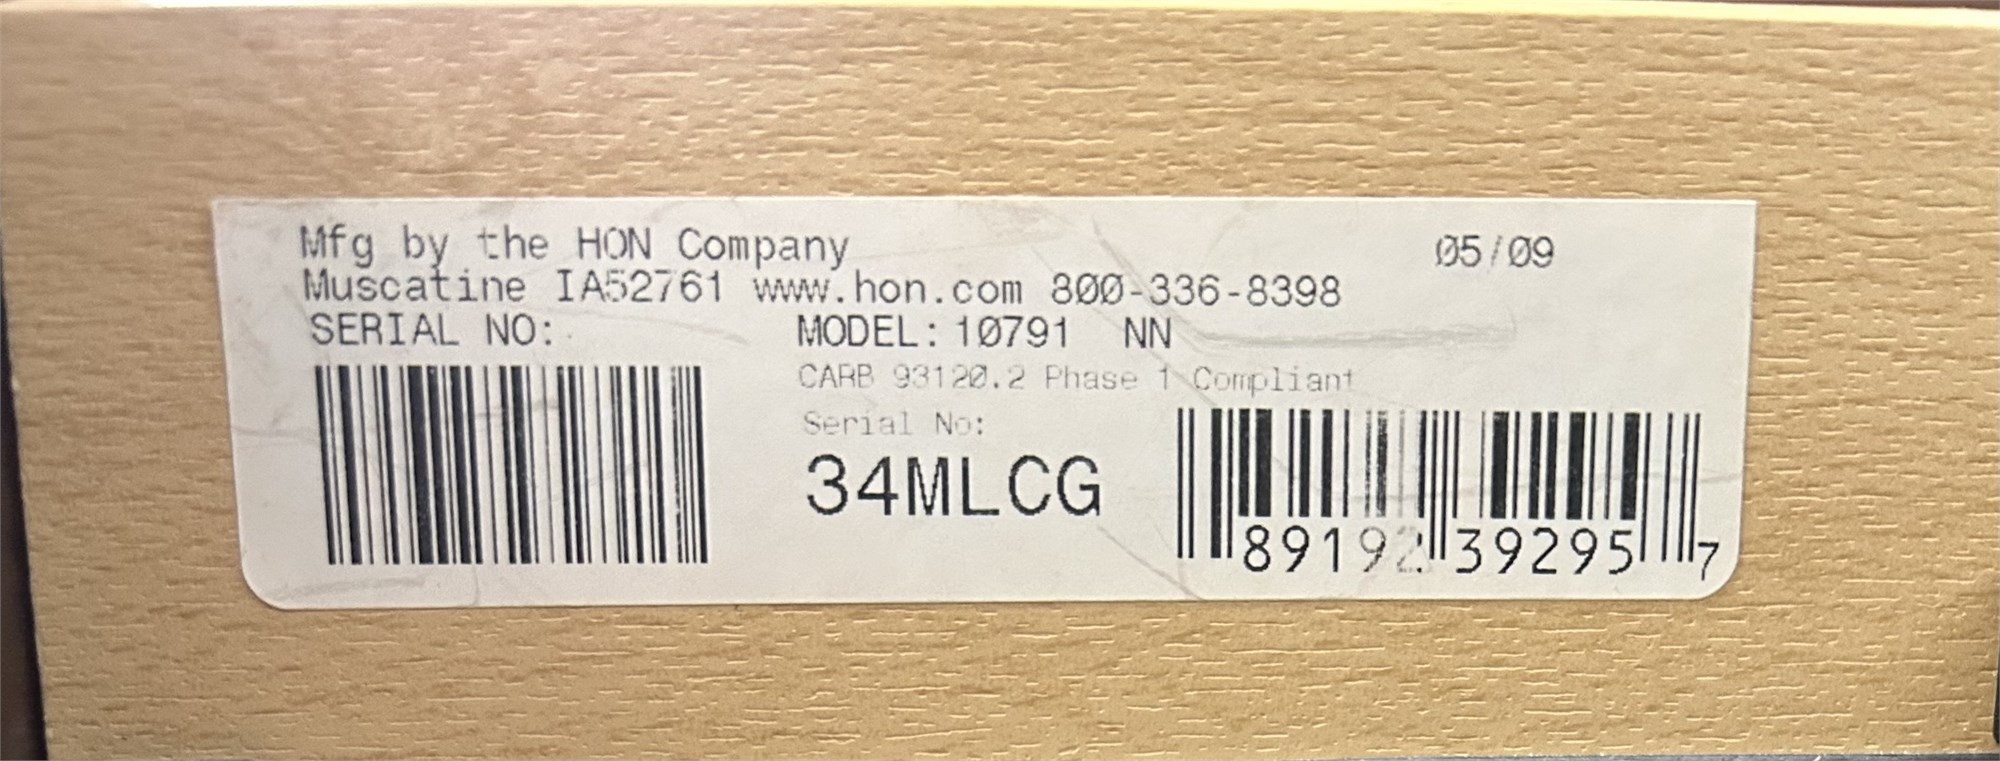 Mfg by the HON Company 05/09
Muscatine IA52761 www.hon.com 800-336-8398
SERIAL NO: MODEL: 10791 NN
CARB 93120.2 Phase 1 Compliant
Serial No:
34MLCG
89192 39295 7